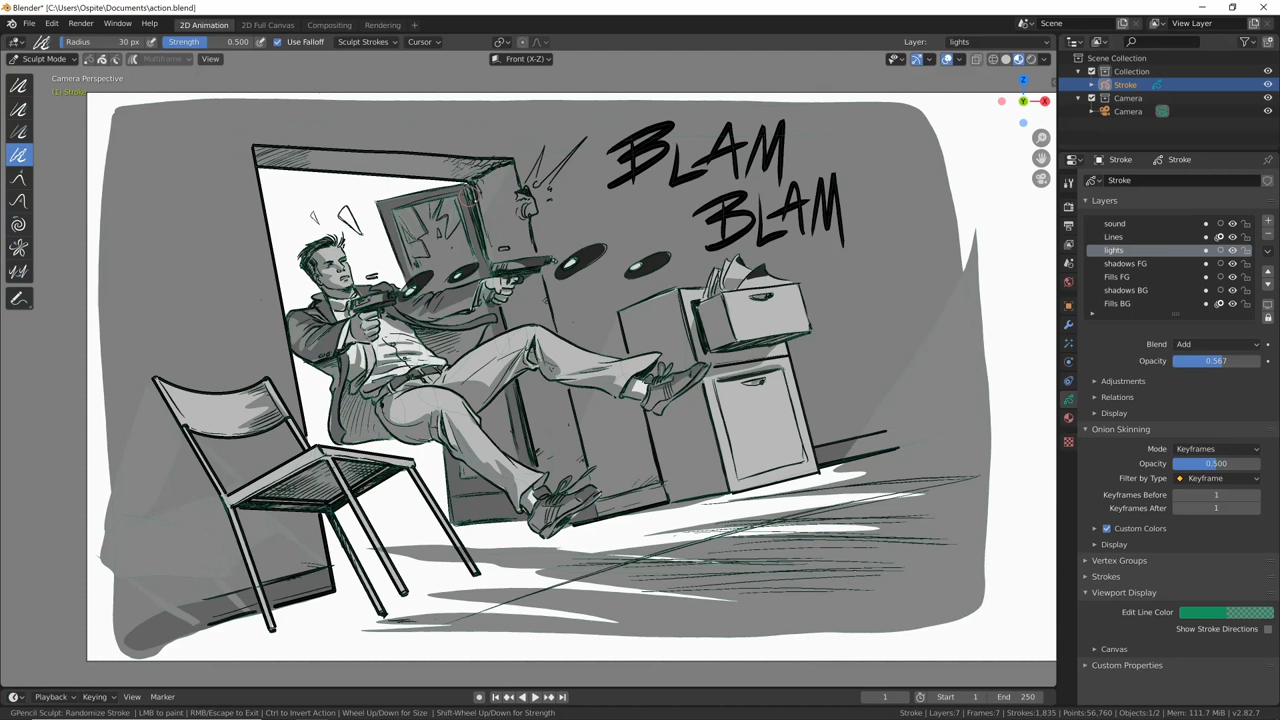 Blender* [C:\Users\Ospite\Documents\action.blend]
File Edit Render Window Help 2D Animation 2D Full Canvas Compositing Rendering Scene View Layer
Radius 30 px Strength 0.500 Use Falloff Sculpt Strokes Cursor Layer: lights
Sculpt Mode Multiframe View Front (X-Z)
Camera Perspective
(1) Stroke
Z
Y
X
BLAM
BLAM
Scene Collection
Collection
Stroke
Camera
Camera
Stroke Stroke
Stroke
Layers
sound
Lines
lights
shadows FG
Fills FG
shadows BG
Fills BG
Blend Add
Opacity 0.567
Adjustments
Relations
Display
Onion Skinning
Mode Keyframes
Opacity 0.500
Filter by Type Keyframe
Keyframes Before 1
Keyframes After 1
Custom Colors
Display
Vertex Groups
Strokes
Viewport Display
Edit Line Color
Show Stroke Directions
Canvas
Custom Properties
Playback Keying View Marker 1 Start 1 End 250
GPencil Sculpt: Randomize Stroke | LMB to paint | RMB/Escape to Exit | Ctrl to Invert Action | Wheel Up/Down for Size | Shift-Wheel Up/Down for Strength Stroke | Layers:7 | Frames:7 | Strokes:1,835 | Points:56,760 | Objects:1/2 | Mem: 111.7 MiB | v2.82.7